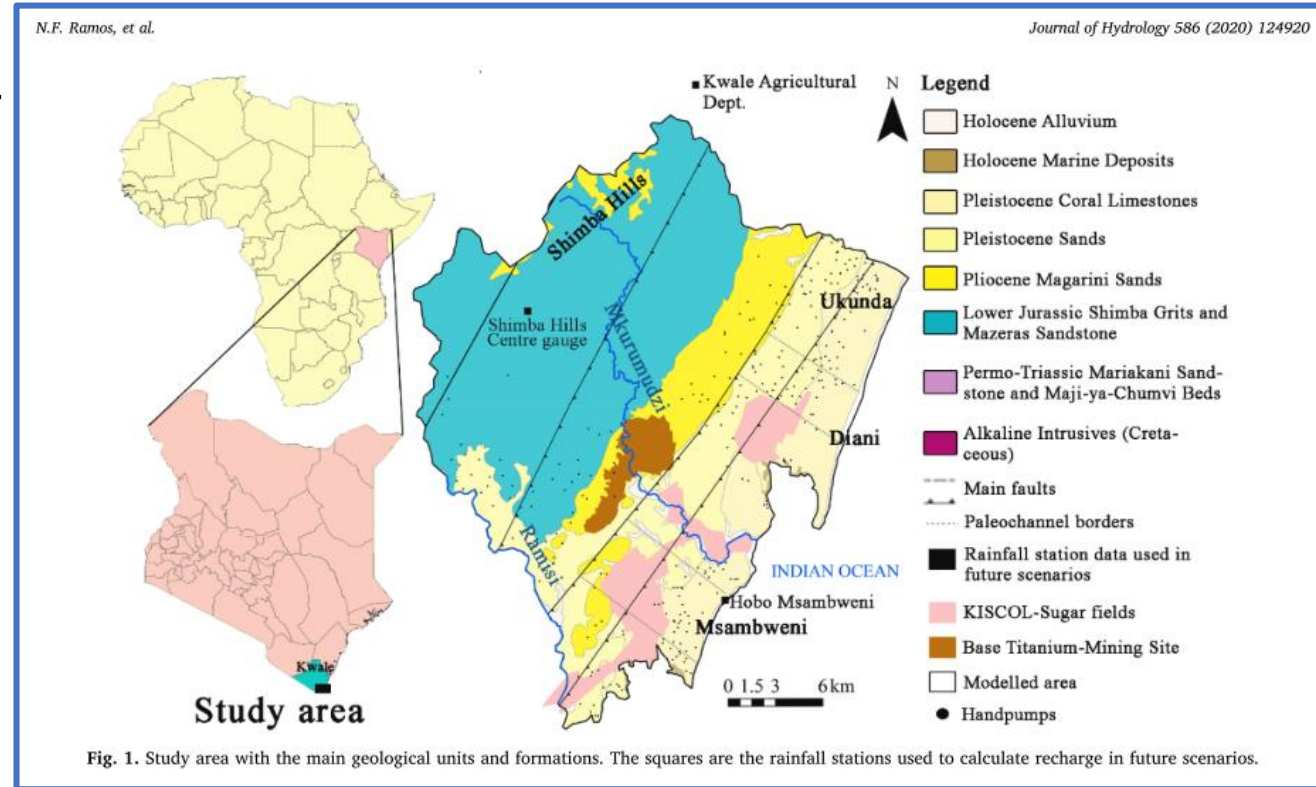 N.F. Ramos, et al.
Journal of Hydrology 586 (2020) 124920
Kwale Agricultural
Dept.
N
Shimba Hills
Shimba Hills
Centre gauge
Mkurumudzi
Ukunda
Diani
Ramisi
INDIAN OCEAN
Hobo Msambweni
Msambweni
0 1.5 3 6km
Kwale
Study area
Legend
Holocene Alluvium
Holocene Marine Deposits
Pleistocene Coral Limestones
Pleistocene Sands
Pliocene Magarini Sands
Lower Jurassic Shimba Grits and
Mazeras Sandstone
Permo-Triassic Mariakani Sand-
stone and Maji-ya-Chumvi Beds
Alkaline Intrusives (Creta-
ceous)
Main faults
Paleochannel borders
Rainfall station data used in
future scenarios
KISCOL-Sugar fields
Base Titanium-Mining Site
Modelled area
Handpumps
Fig. 1. Study area with the main geological units and formations. The squares are the rainfall stations used to calculate recharge in future scenarios.